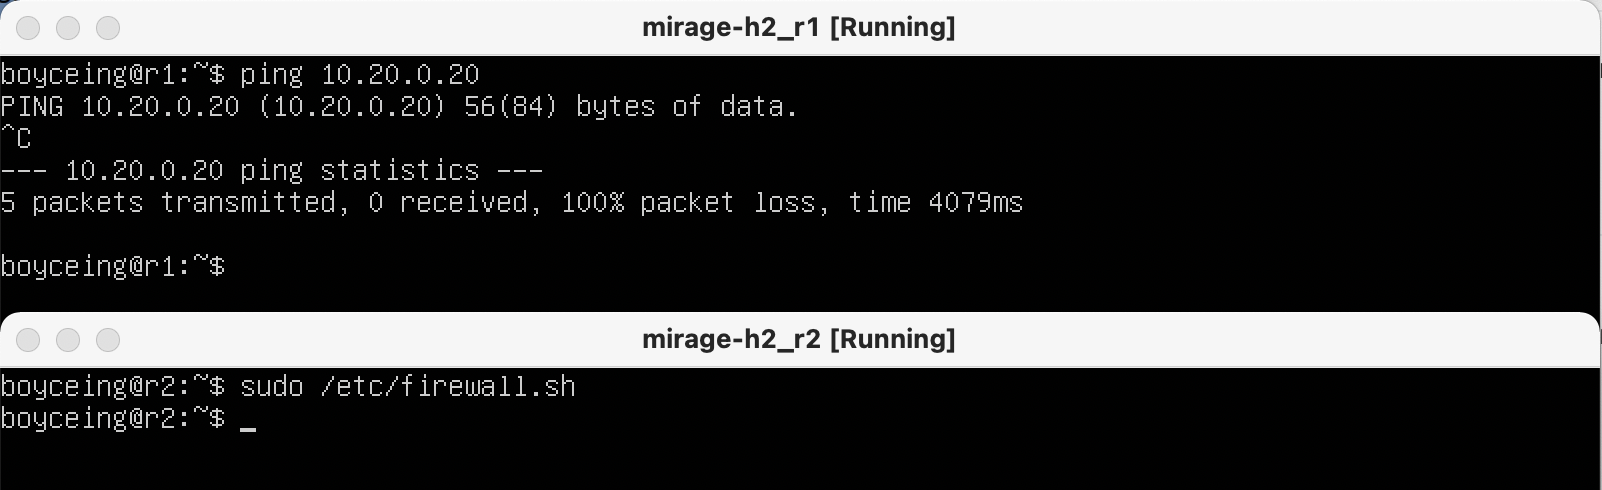 mirage-h2_r1 [Running]
boyceing@r1:~$ ping 10.20.0.20
PING 10.20.0.20 (10.20.0.20) 56(84) bytes of data.
^C
--- 10.20.0.20 ping statistics ---
5 packets transmitted, 0 received, 100% packet loss, time 4079ms
boyceing@r1:~$
mirage-h2_r2 [Running]
boyceing@r2:~$ sudo /etc/firewall.sh
boyceing@r2:~$ _